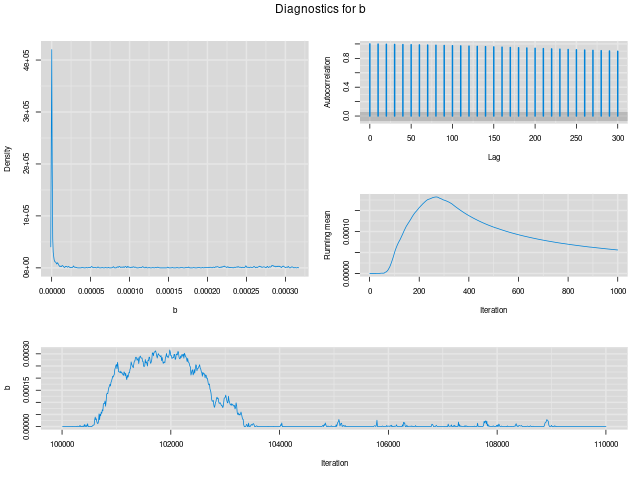 Diagnostics for b
Density
0e+00 1e+05 2e+05 3e+05 4e+05
0.00000 0.00005 0.00010 0.00015 0.00020 0.00025 0.00030
b
Autocorrelation
0.0 0.4 0.8
0 50 100 150 200 250 300
Lag
Running mean
0.00000 0.00010
0 200 400 600 800 1000
Iteration
b
0.00000 0.00015 0.00030
100000 102000 104000 106000 108000 110000
Iteration